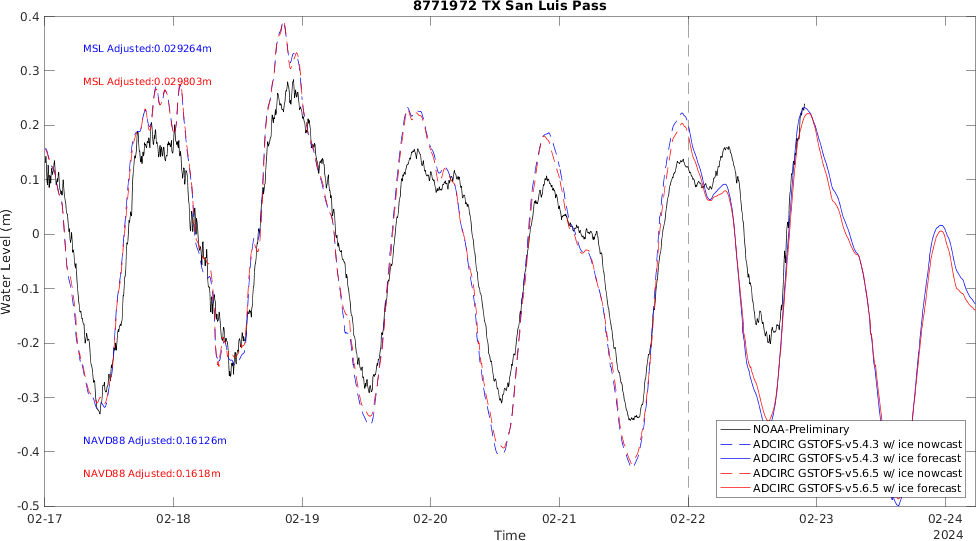 8771972 TX San Luis Pass
Water Level (m)
0.4
0.3
0.2
0.1
0
-0.1
-0.2
-0.3
-0.4
-0.5
MSL Adjusted:0.029264m
MSL Adjusted:0.029803m
NAVD88 Adjusted:0.16126m
NAVD88 Adjusted:0.1618m
NOAA-Preliminary
ADCIRC GSTOFS-v5.4.3 w/ ice nowcast
ADCIRC GSTOFS-v5.4.3 w/ ice forecast
ADCIRC GSTOFS-v5.6.5 w/ ice nowcast
ADCIRC GSTOFS-v5.6.5 w/ ice forecast
02-17 02-18 02-19 02-20 02-21 02-22 02-23 02-24
Time
2024